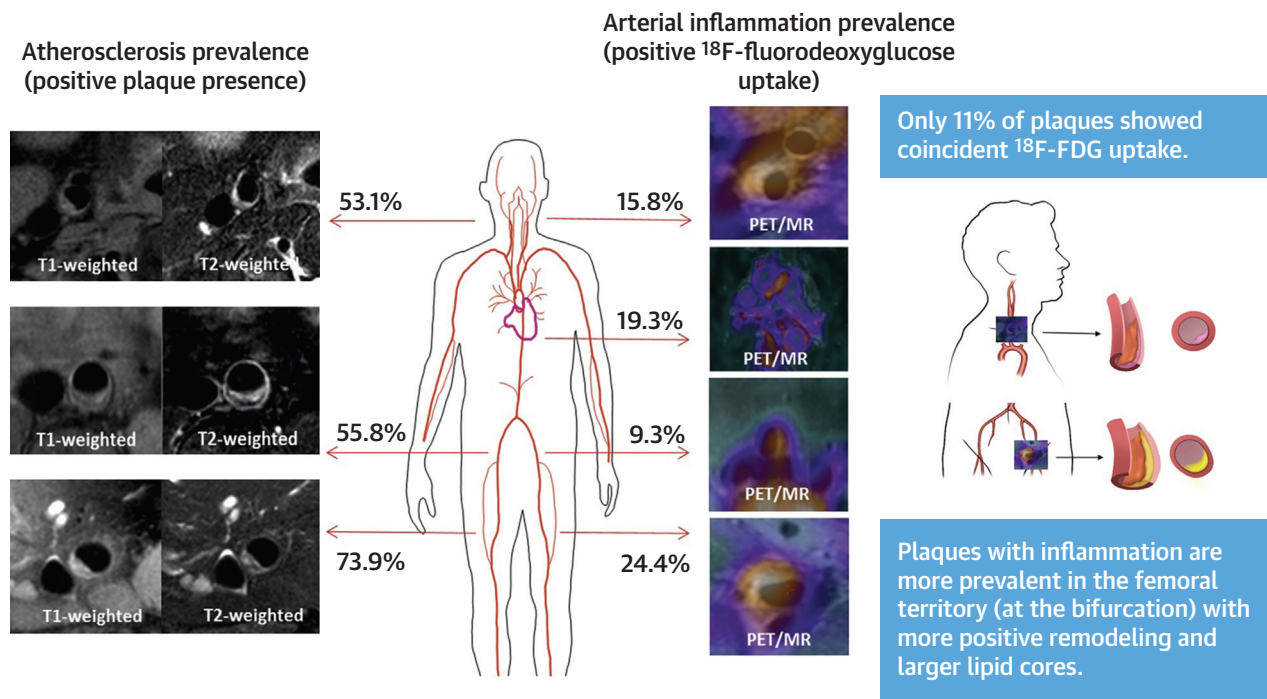 Atherosclerosis prevalence
(positive plaque presence)
T1-weighted
T2-weighted
T1-weighted
T2-weighted
T1-weighted
T2-weighted
53.1%
55.8%
73.9%
Arterial inflammation prevalence
(positive ¹⁸F-fluorodeoxyglucose
uptake)
15.8%
19.3%
9.3%
24.4%
PET/MR
PET/MR
PET/MR
PET/MR
Only 11% of plaques showed
coincident ¹⁸F-FDG uptake.
Plaques with inflammation are
more prevalent in the femoral
territory (at the bifurcation) with
more positive remodeling and
larger lipid cores.